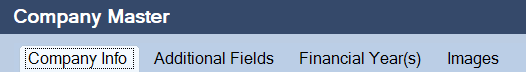 Company Master
Company Info Additional Fields Financial Year(s) Images